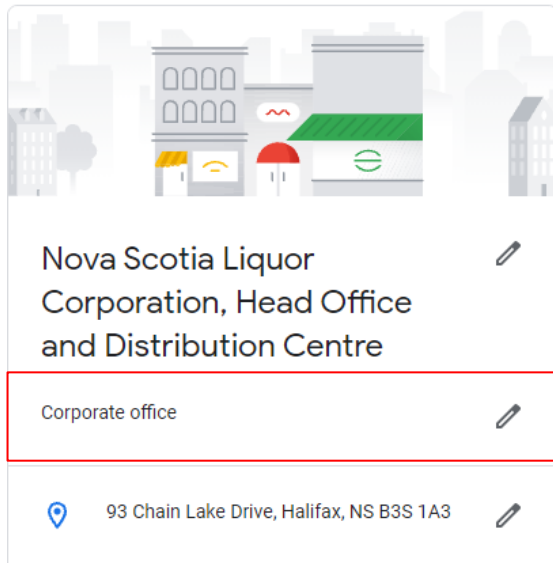 Nova Scotia Liquor
Corporation, Head Office
and Distribution Centre
Corporate office
93 Chain Lake Drive, Halifax, NS B3S 1A3